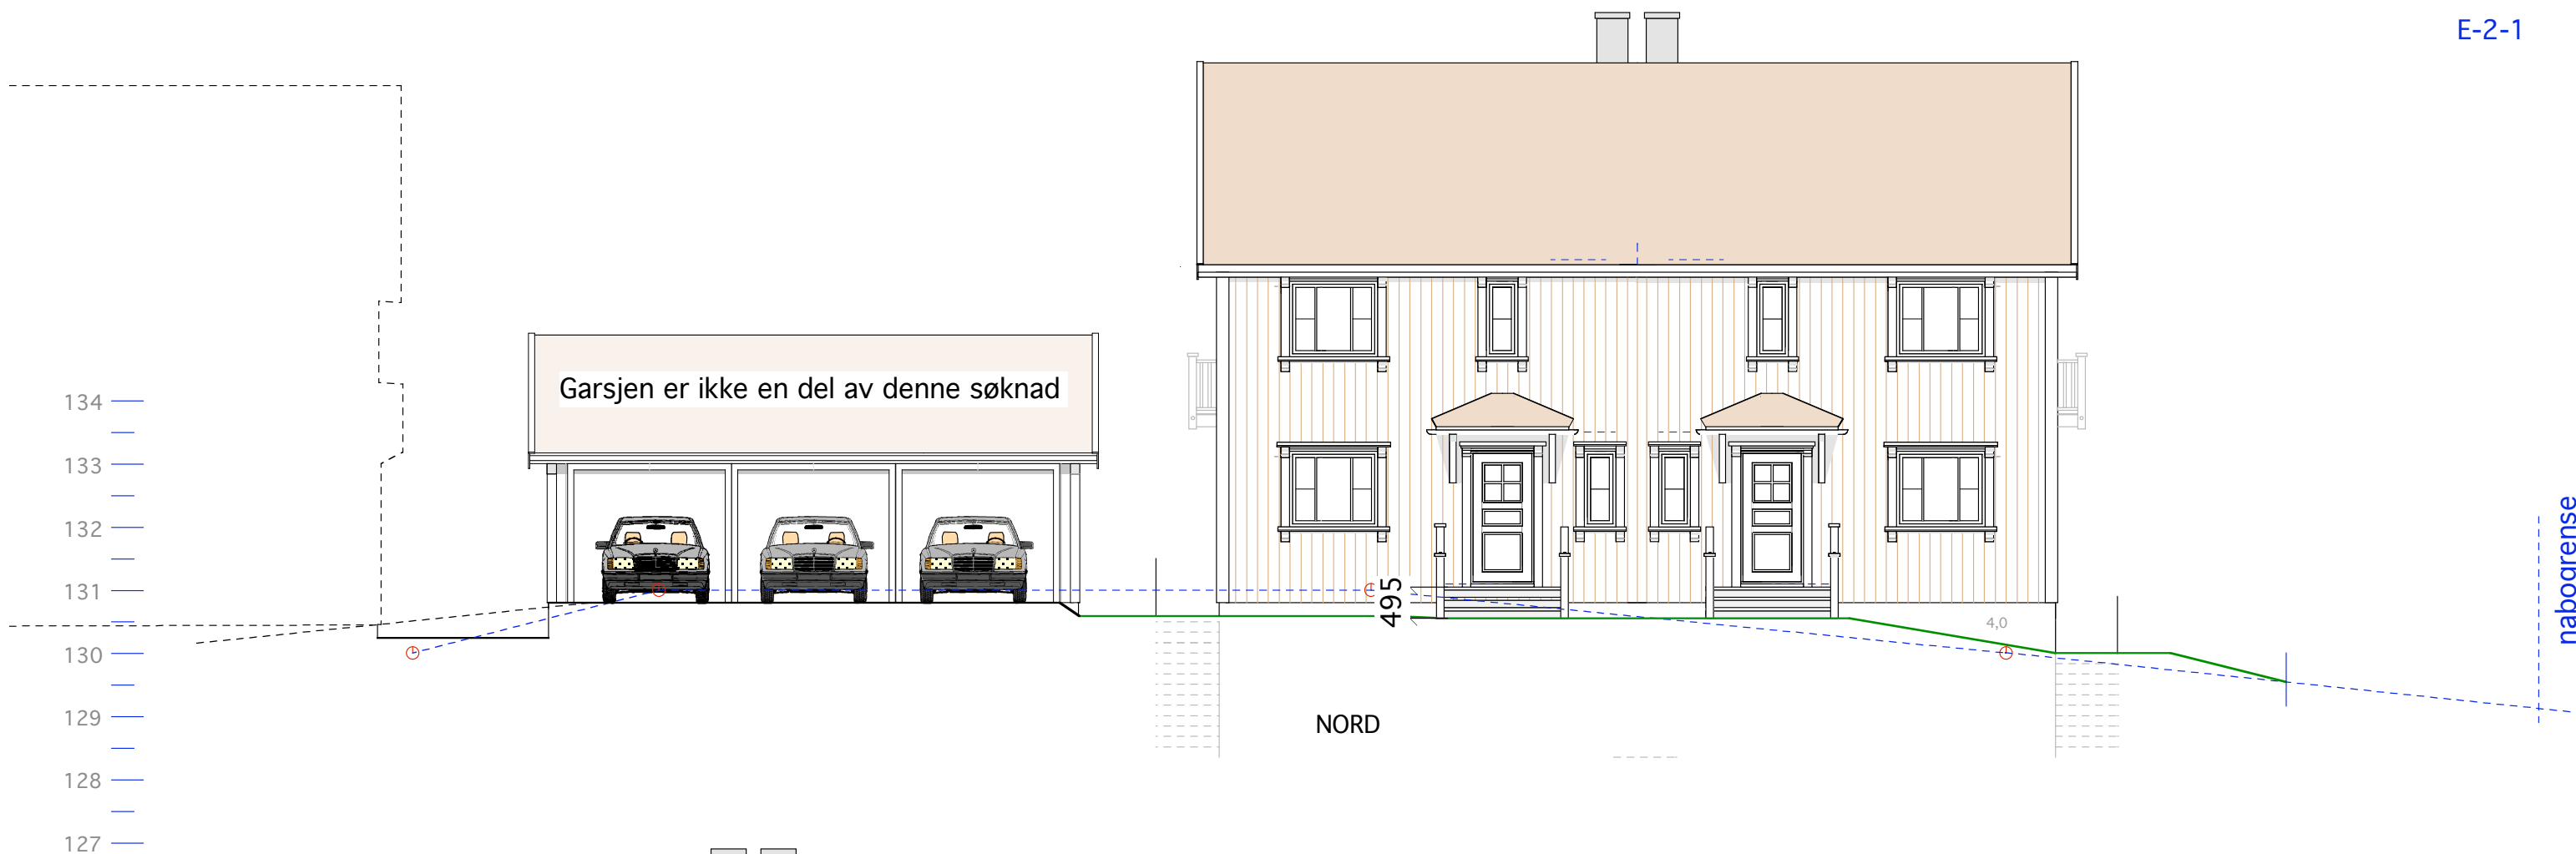 E-2-1
Garsjen er ikke en del av denne søknad
134
133
132
131
130
129
128
127
495
4,0
nabogrense
NORD